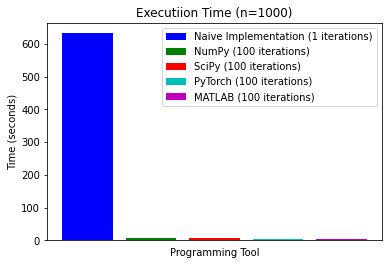 Executiion Time (n=1000)
Naive Implementation (1 iterations)
NumPy (100 iterations)
SciPy (100 iterations)
PyTorch (100 iterations)
MATLAB (100 iterations)
Time (seconds)
600
500
400
300
200
100
0
Programming Tool